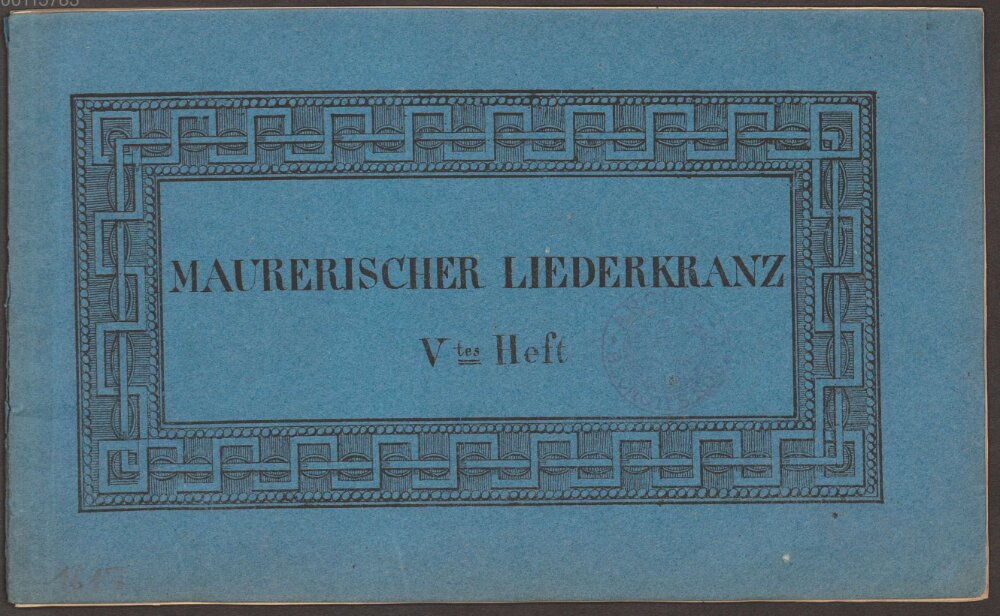 MAURERISCHER LIEDERKRANZ
Vtes Heft